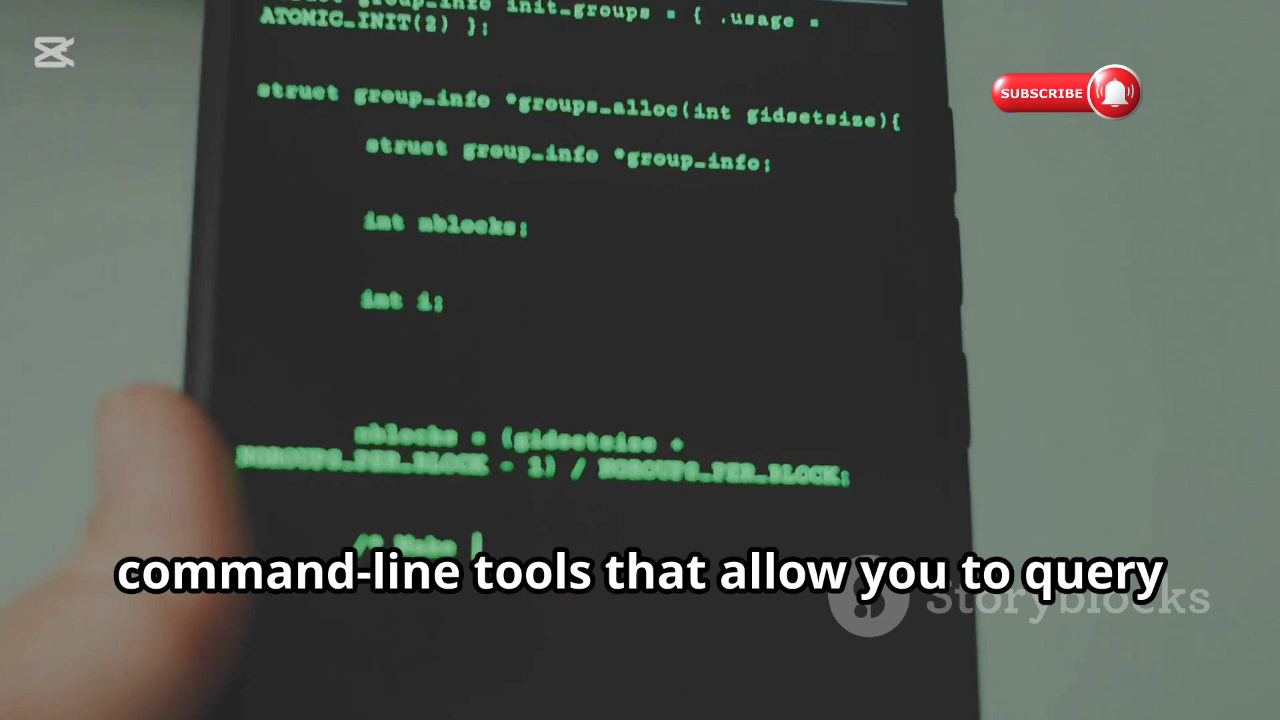 struct group_info init_groups = { .usage =
ATOMIC_INIT(2) };
struct group_info *groups_alloc(int gidsetsize){
struct group_info *group_info;
int nblocks;
int i;
nblocks = (gidsetsize +
NGROUPS_PER_BLOCK - 1) / NGROUPS_PER_BLOCK;
/* Make
SUBSCRIBE
command-line tools that allow you to query
Storyblocks